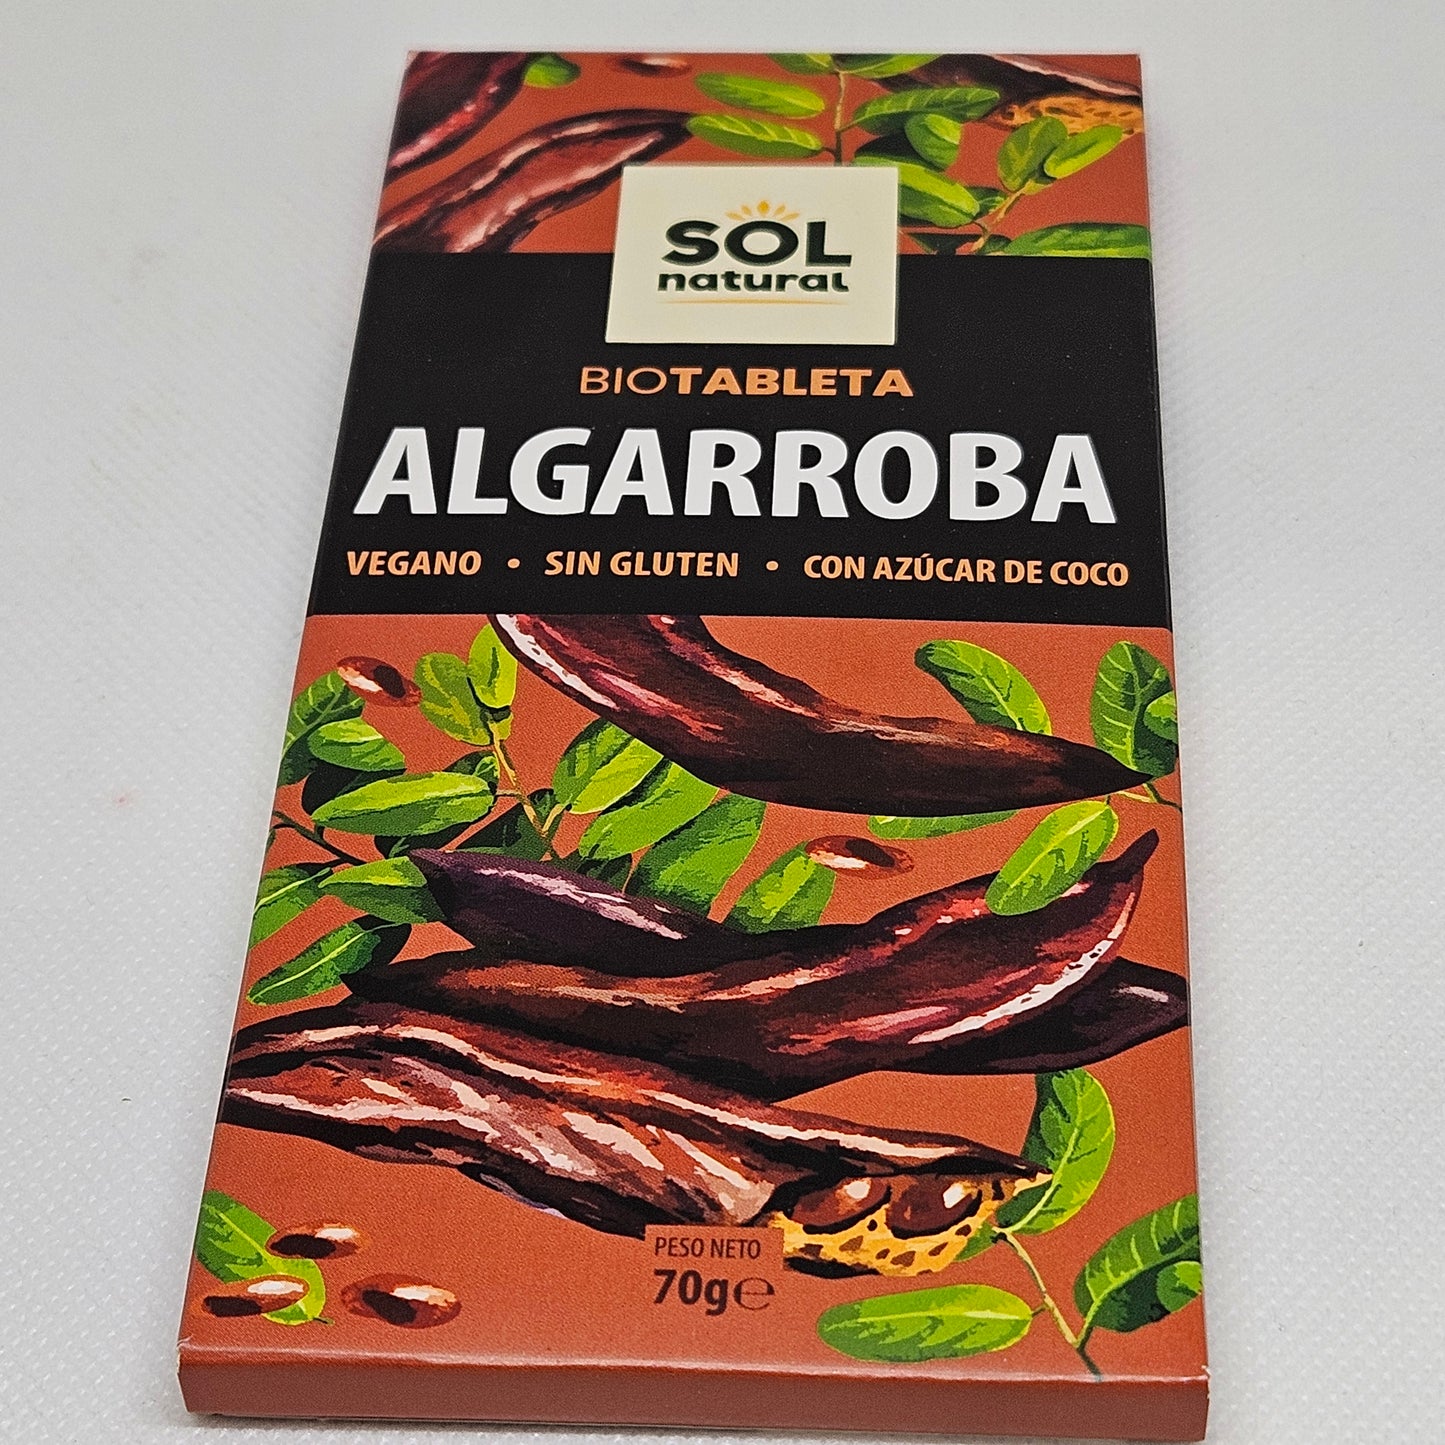 SOL
natural
BIOTABLETA
ALGARROBA
VEGANO • SIN GLUTEN • CON AZÚCAR DE COCO
PESO NETO
70g℮